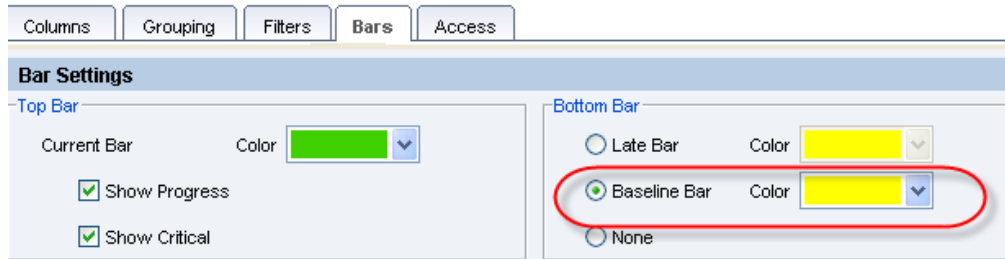 Columns Grouping Filters Bars Access
Bar Settings
Top Bar
Current Bar Color
Show Progress
Show Critical
Bottom Bar
Late Bar Color
Baseline Bar Color
None